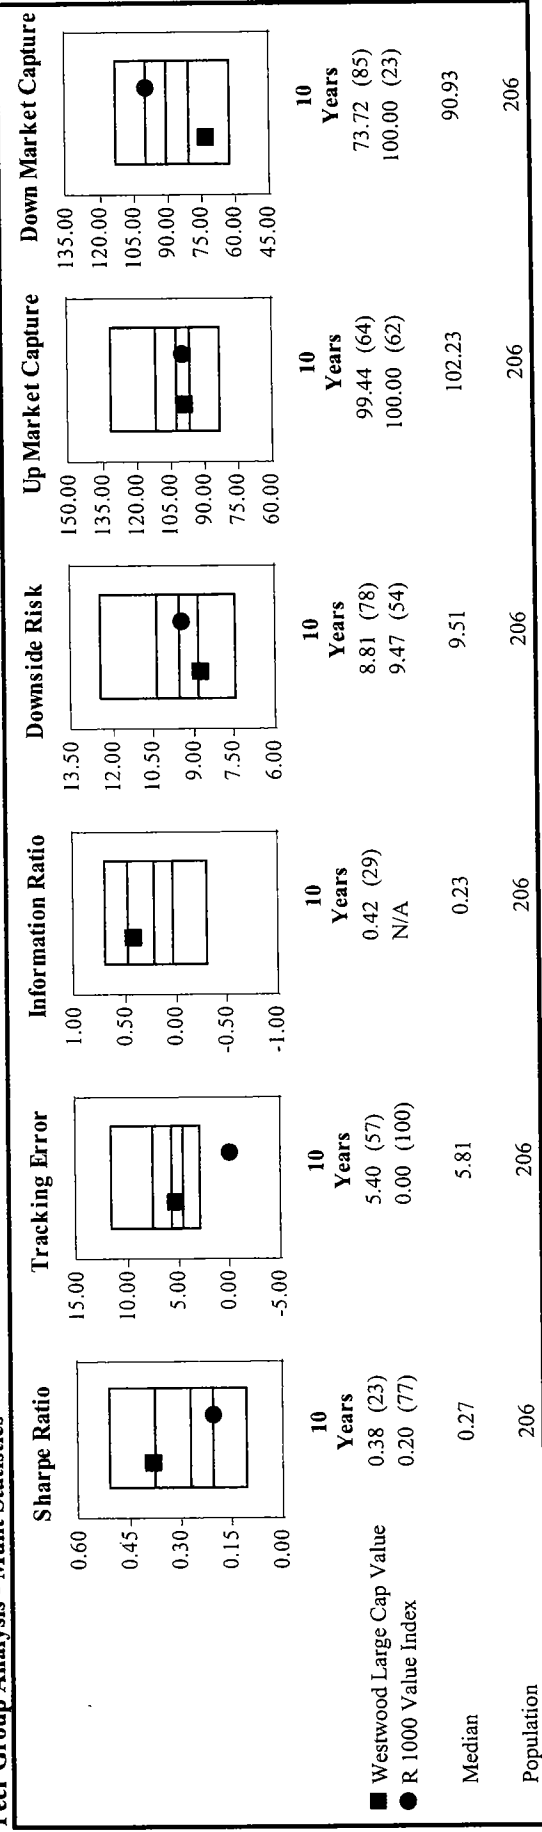 Peer Group Analysis - Multi Statistics
Sharpe Ratio
0.60
0.45
0.30
0.15
0.00
Tracking Error
15.00
10.00
5.00
0.00
-5.00
Information Ratio
1.00
0.50
0.00
-0.50
-1.00
Downside Risk
13.50
12.00
10.50
9.00
7.50
6.00
Up Market Capture
150.00
135.00
120.00
105.00
90.00
75.00
60.00
Down Market Capture
135.00
120.00
105.00
90.00
75.00
60.00
45.00
10 10 10 10 10 10
Years Years Years Years Years Years
Westwood Large Cap Value 0.38 (23) 5.40 (57) 0.42 (29) 8.81 (78) 99.44 (64) 73.72 (85)
R 1000 Value Index 0.20 (77) 0.00 (100) N/A 9.47 (54) 100.00 (62) 100.00 (23)
Median 0.27 5.81 0.23 9.51 102.23 90.93
Population 206 206 206 206 206 206